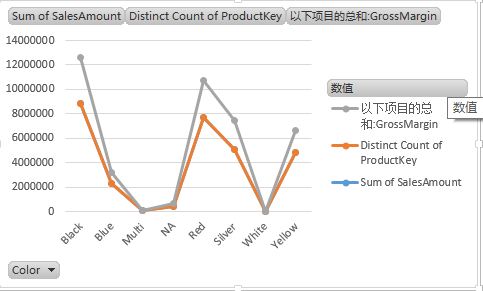 Sum of SalesAmount Distinct Count of ProductKey 以下项目的总和:GrossMargin
14000000
12000000
10000000
8000000
6000000
4000000
2000000
0
Black Blue Multi NA Red Silver White Yellow
数值
以下项目的总
和:GrossMargin
Distinct Count of
ProductKey
Sum of SalesAmount
数值
Color